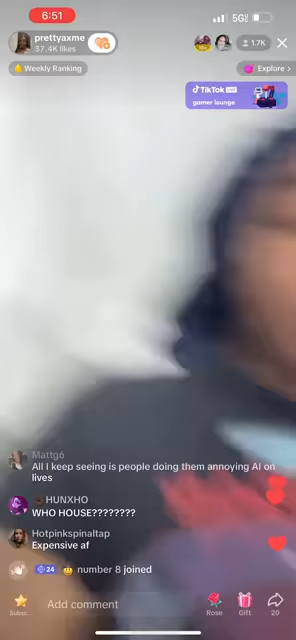 6:51
5G
prettyaxme
37.4K likes
1.7K
Weekly Ranking
Explore >
TikTok LIVE
gamer lounge
Mattg6
All I keep seeing is people doing them annoying AI on
lives
HUNXHO
WHO HOUSE????????
Hotpinkspinaltap
Expensive af
24 number 8 joined
Subsc...
Add comment
Rose
Gift
20